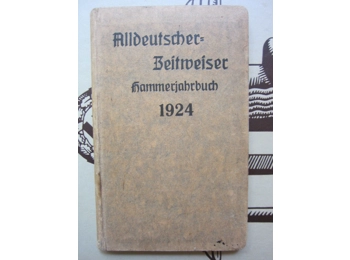 Alldeutscher-
Zeitweiser
Hammerjahrbuch
1924